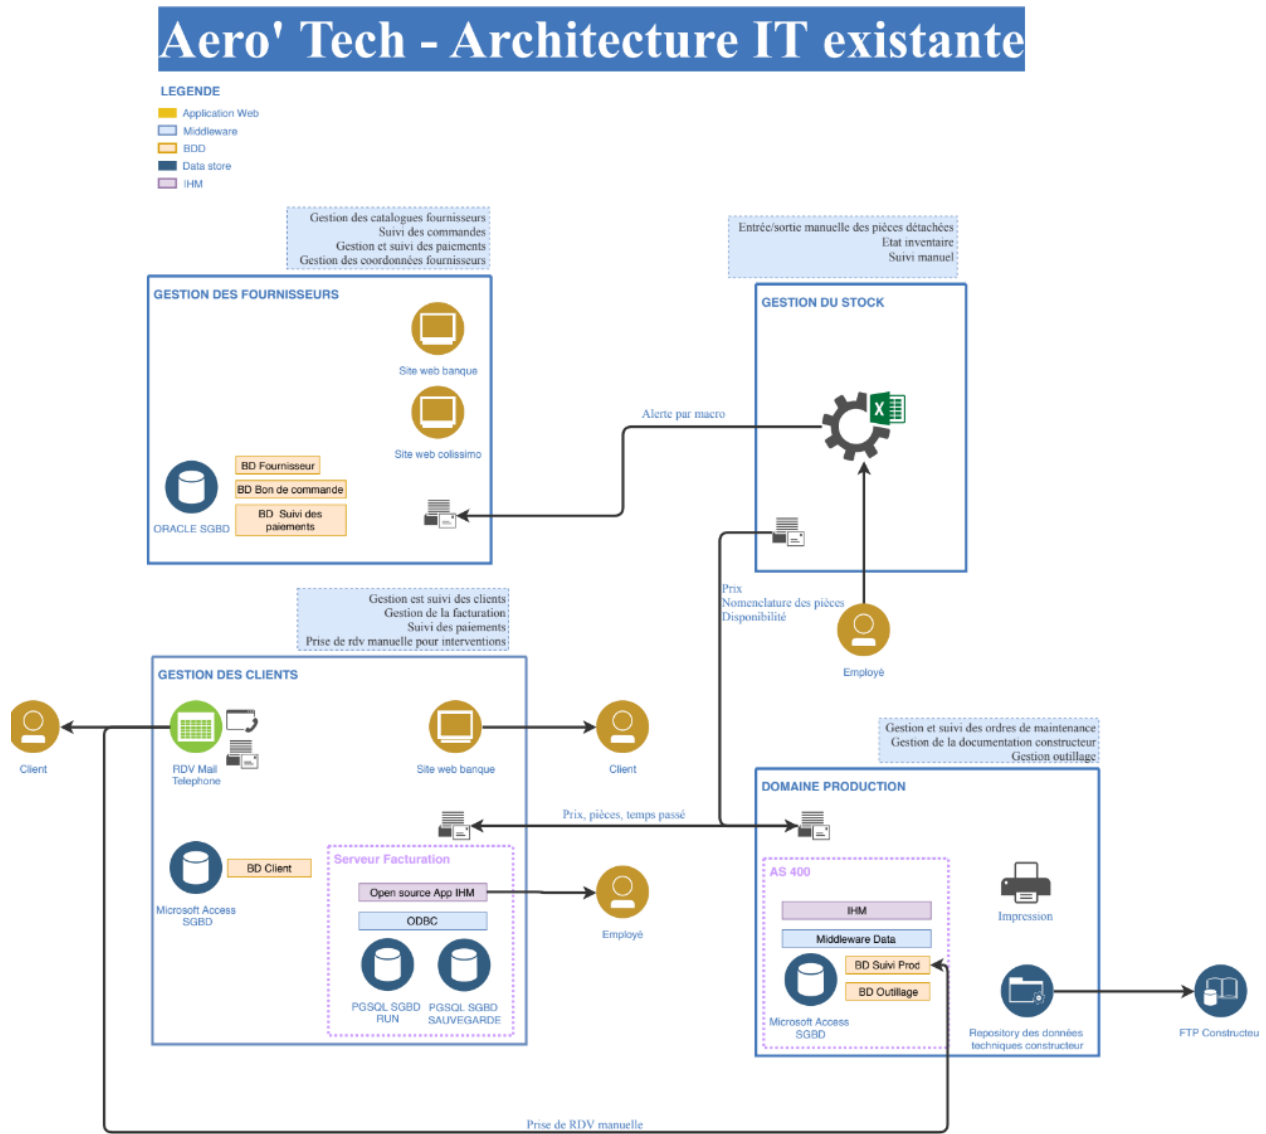 Aero' Tech - Architecture IT existante
LEGENDE
Application Web
Middleware
BDD
Data store
IHM
Gestion des catalogues fournisseurs
Suivi des commandes
Gestion et suivi des paiements
Gestion des coordonnées fournisseurs
GESTION DES FOURNISSEURS
Site web banque
Site web colissimo
BD Fournisseur
BD Bon de commande
BD Suivi des
paiements
ORACLE SGBD
Alerte par macro
Entrée/sortie manuelle des pièces détachées
Etat inventaire
Suivi manuel
GESTION DU STOCK
X
Prix
Nomenclature des pièces
Disponibilité
Employé
Gestion est suivi des clients
Gestion de la facturation
Suivi des paiements
Prise de rdv manuelle pour interventions
GESTION DES CLIENTS
Client
RDV Mail
Telephone
Site web banque
Client
Prix, pièces, temps passé
BD Client
Microsoft Access
SGBD
Serveur Facturation
Open source App IHM
ODBC
PGSQL SGBD
RUN
PGSQL SGBD
SAUVEGARDE
Employé
Gestion et suivi des ordres de maintenance
Gestion de la documentation constructeur
Gestion outillage
DOMAINE PRODUCTION
AS 400
IHM
Middleware Data
BD Suivi Prod
BD Outillage
Microsoft Access
SGBD
Impression
Repository des données
techniques constructeur
FTP Constructeu
Prise de RDV manuelle